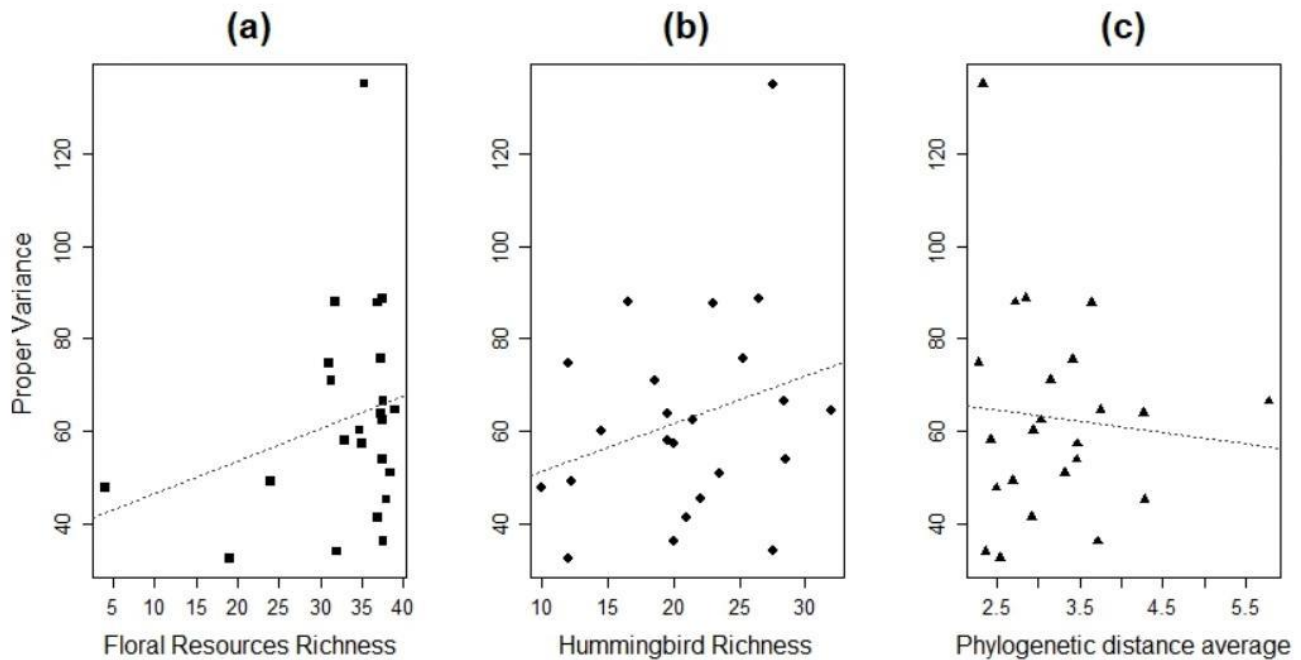 (a) (b) (c)
Proper Variance
120
100
80
60
40
5 10 15 20 25 30 35 40
Floral Resources Richness
120
100
80
60
40
10 15 20 25 30
Hummingbird Richness
120
100
80
60
40
2.5 3.5 4.5 5.5
Phylogenetic distance average